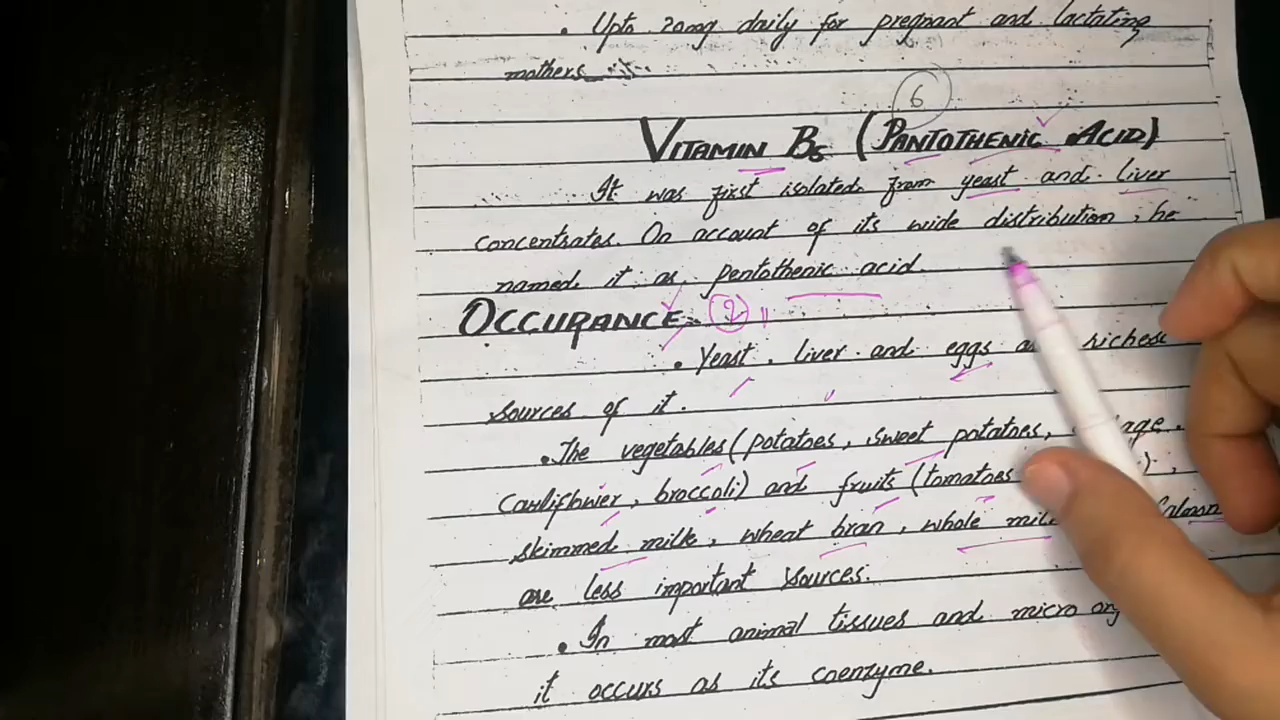 . Upto 20mg daily for pregnant and lactating
mothers
6
VITAMIN B5 (PANTOTHENIC ACID)
It was first isolated from yeast and liver
concentrates. On account of its wide distribution, he
named it as pentothenic acid.
OCCURANCE:- 2
. Yeast, liver and eggs
sources of it.
. The vegetables (potatoes, sweet potatoes,
cauliflower, broccoli) and fruits (tomatoes
skimmed milk, wheat bran, whole Salmon
are less important sources.
. In most animal tissues and micro
it occurs as its coenzyme.